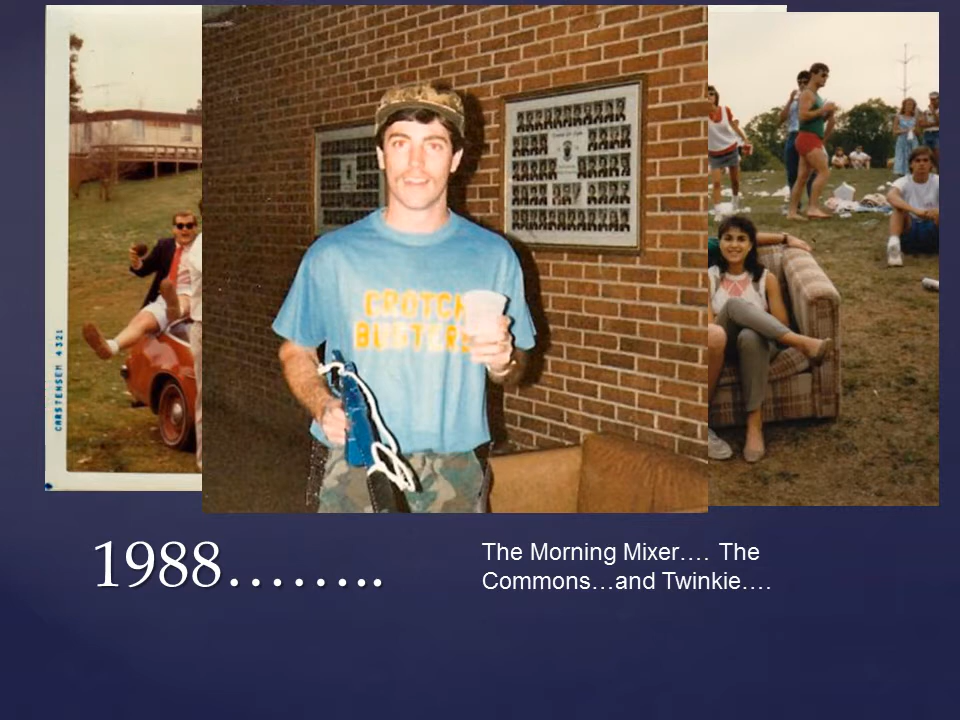 CARSTENSEN 4321
CROTCH
BUSTERS
1988……..
The Morning Mixer…. The
Commons…and Twinkie….